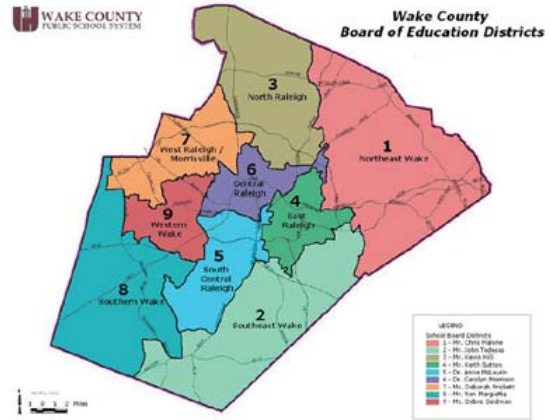 WAKE COUNTY
PUBLIC SCHOOL SYSTEM
Wake County
Board of Education Districts
3
North Raleigh
7
West Raleigh /
Morrisville
1
Northeast Wake
6
Central
Raleigh
4
East
Raleigh
9
Western
Wake
5
South
Central
Raleigh
8
Southern Wake
2
Southeast Wake
LEGEND
School Board Districts
1 - Mr. Chris Malone
2 - Mr. John Tedesco
3 - Mr. Kevin Hill
4 - Mr. Keith Sutton
5 - Dr. Anne McLaurin
6 - Dr. Carolyn Morrison
7 - Ms. Deborah Prickett
8 - Mr. Ron Margiotta
9 - Ms. Debra Goldman
1 0 1 2 Miles